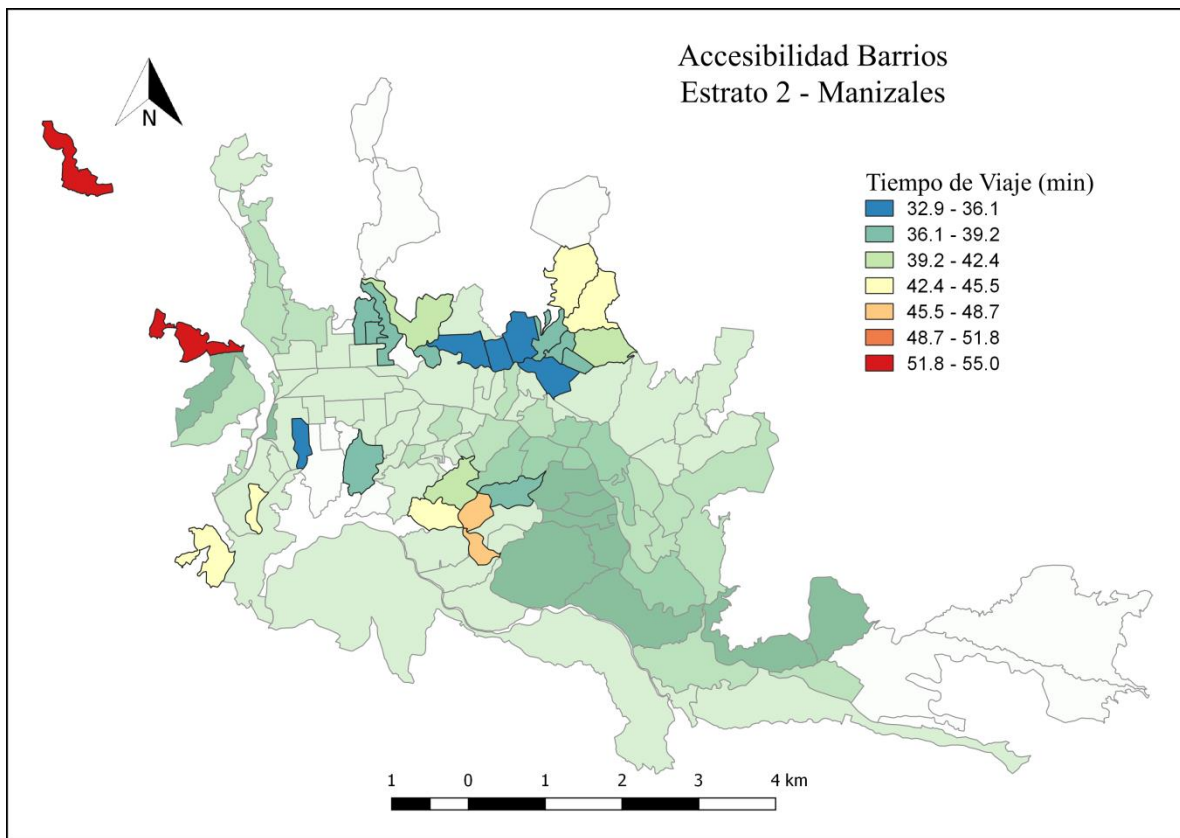 Accesibilidad Barrios
Estrato 2 - Manizales
N
Tiempo de Viaje (min)
32.9 - 36.1
36.1 - 39.2
39.2 - 42.4
42.4 - 45.5
45.5 - 48.7
48.7 - 51.8
51.8 - 55.0
1 0 1 2 3 4 km